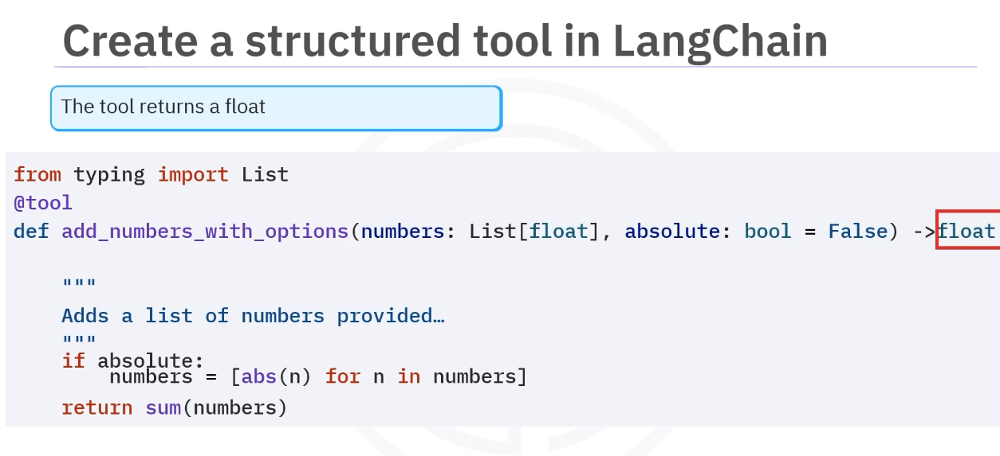 Create a structured tool in LangChain
The tool returns a float
from typing import List
@tool
def add_numbers_with_options(numbers: List[float], absolute: bool = False) ->float
"""
Adds a list of numbers provided…
"""
if absolute:
numbers = [abs(n) for n in numbers]
return sum(numbers)